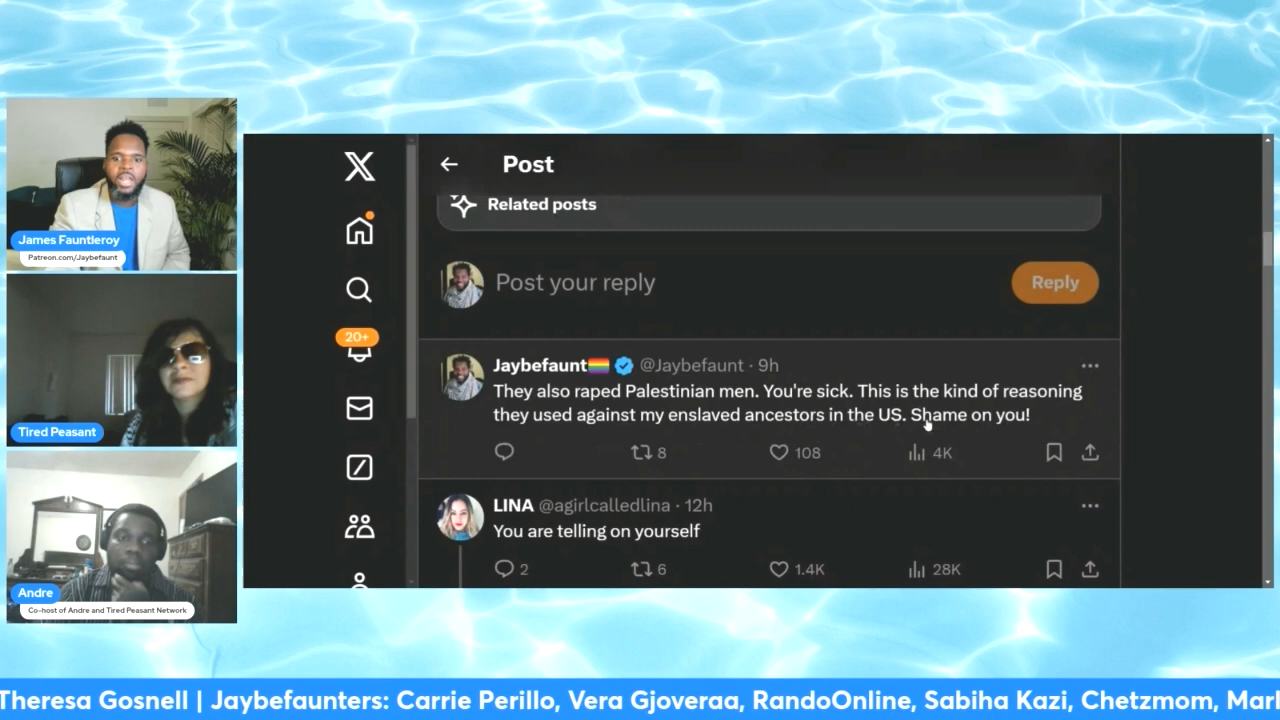 James Fauntleroy
Patreon.com/Jaybefaunt
Tired Peasant
Andre
Co-host of Andre and Tired Peasant Network
X
20+
Post
Related posts
Post your reply
Reply
Jaybefaunt @Jaybefaunt · 9h
They also raped Palestinian men. You're sick. This is the kind of reasoning
they used against my enslaved ancestors in the US. Shame on you!
8 108 4K
LINA @agirlcalledlina · 12h
You are telling on yourself
2 6 1.4K 28K
Theresa Gosnell | Jaybefaunters: Carrie Perillo, Vera Gjoveraa, RandoOnline, Sabiha Kazi, Chetzmom, Mar